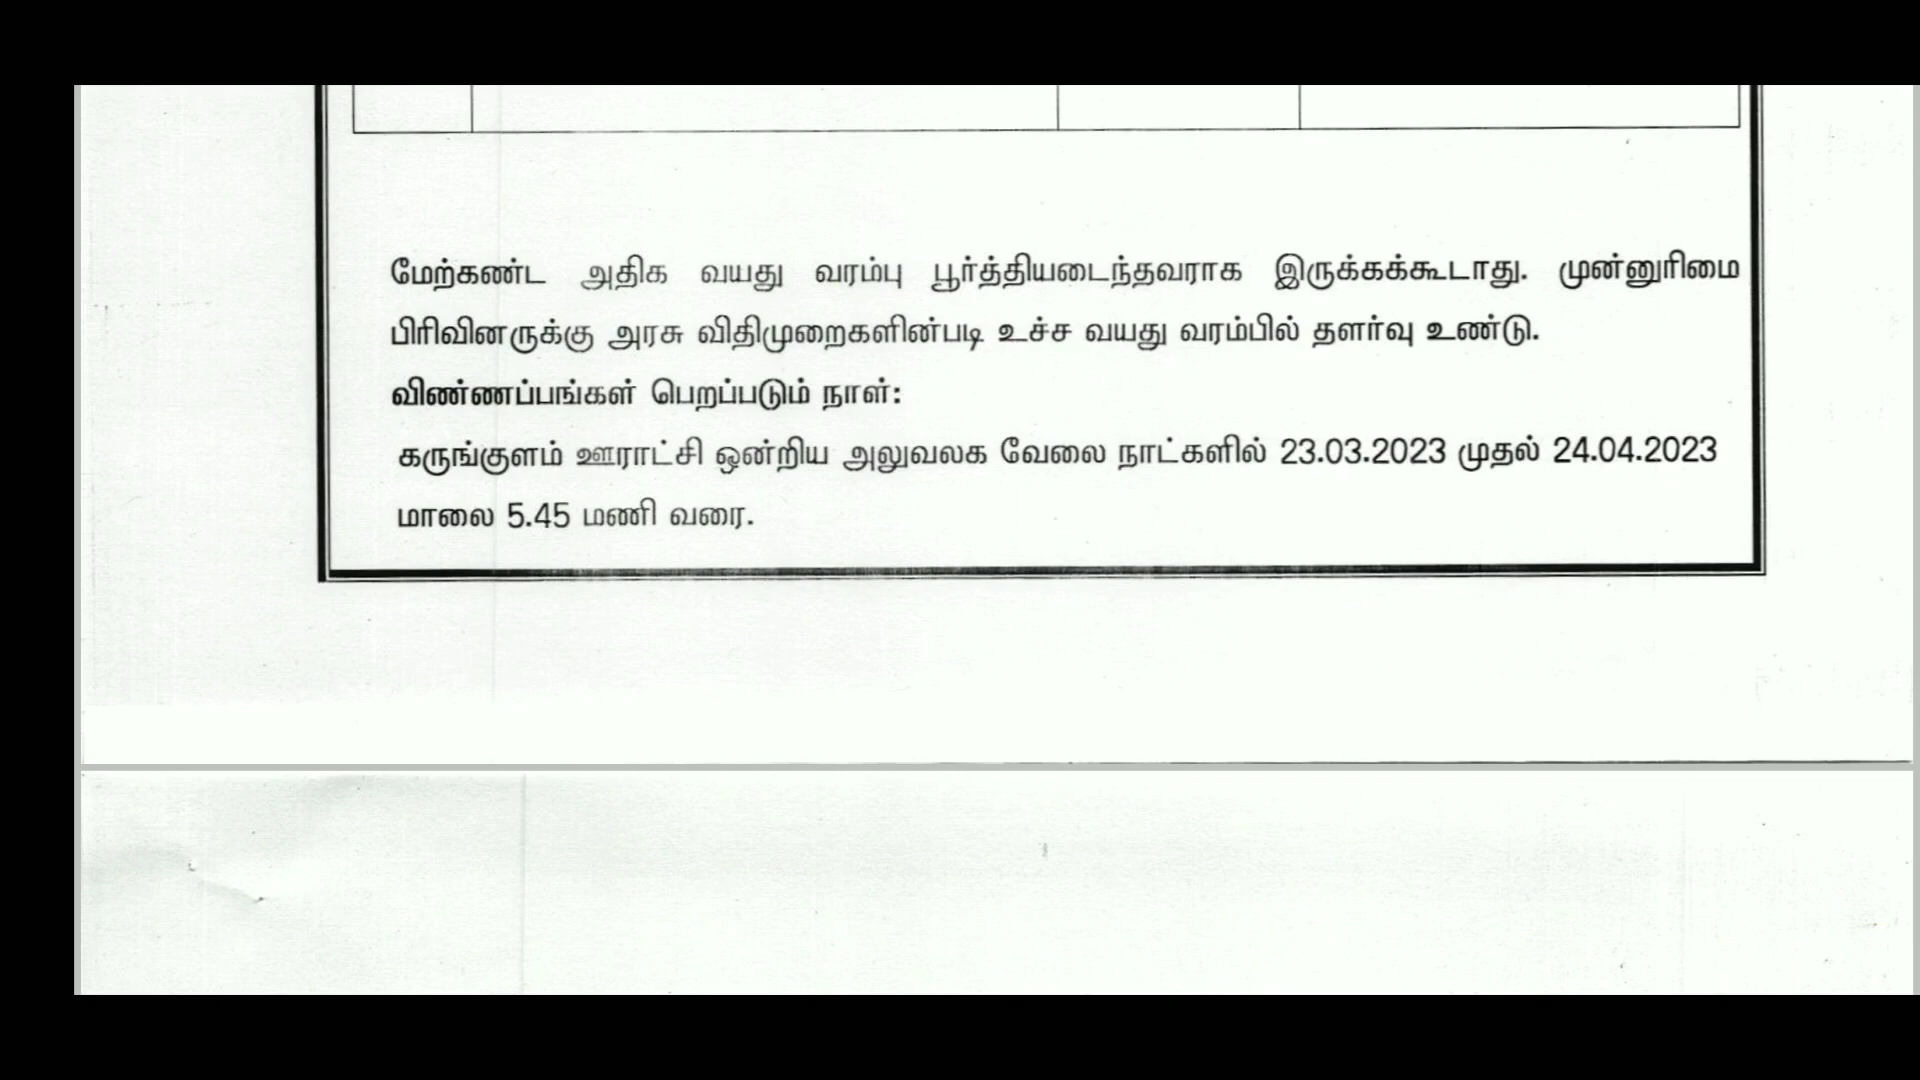 மேற்கண்ட அதிக வயது வரம்பு பூர்த்தியடைந்தவராக இருக்கக்கூடாது. முன்னுரிமை
பிரிவினருக்கு அரசு விதிமுறைகளின்படி உச்ச வயது வரம்பில் தளர்வு உண்டு.
விண்ணப்பங்கள் பெறப்படும் நாள்:
கருங்குளம் ஊராட்சி ஒன்றிய அலுவலக வேலை நாட்களில் 23.03.2023 முதல் 24.04.2023
மாலை 5.45 மணி வரை.